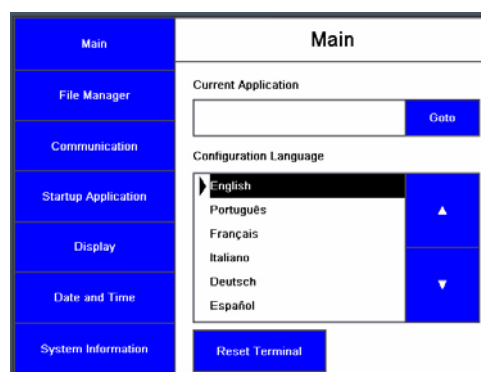 Main
File Manager
Communication
Startup Application
Display
Date and Time
System Information
Main
Current Application
Goto
Configuration Language
English
Português
Français
Italiano
Deutsch
Español
Reset Terminal